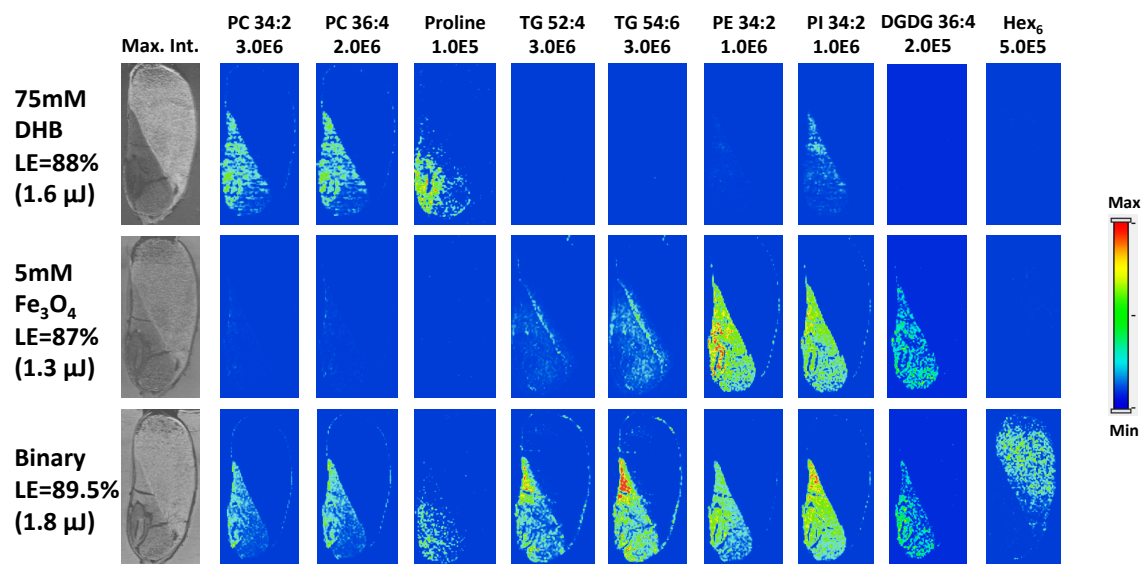 Max. Int.
PC 34:2
3.0E6
PC 36:4
2.0E6
Proline
1.0E5
TG 52:4
3.0E6
TG 54:6
3.0E6
PE 34:2
1.0E6
PI 34:2
1.0E6
DGDG 36:4
2.0E5
Hex₆
5.0E5
75mM
DHB
LE=88%
(1.6 µJ)
5mM
Fe₃O₄
LE=87%
(1.3 µJ)
Binary
LE=89.5%
(1.8 µJ)
Max
Min